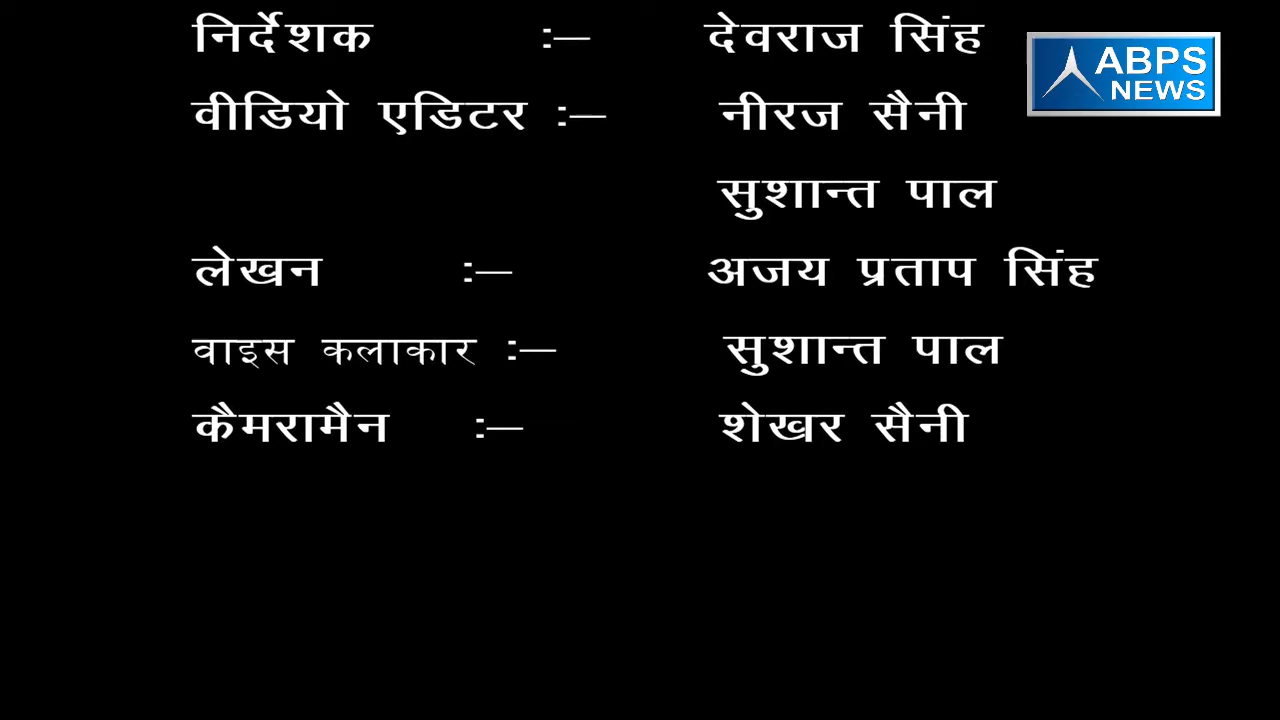 निर्देशक :— देवराज सिंह
ABPS
NEWS
वीडियो एडिटर :— नीरज सैनी
सुशान्त पाल
लेखन :— अजय प्रताप सिंह
वाइस कलाकार :— सुशान्त पाल
कैमरामैन :— शेखर सैनी